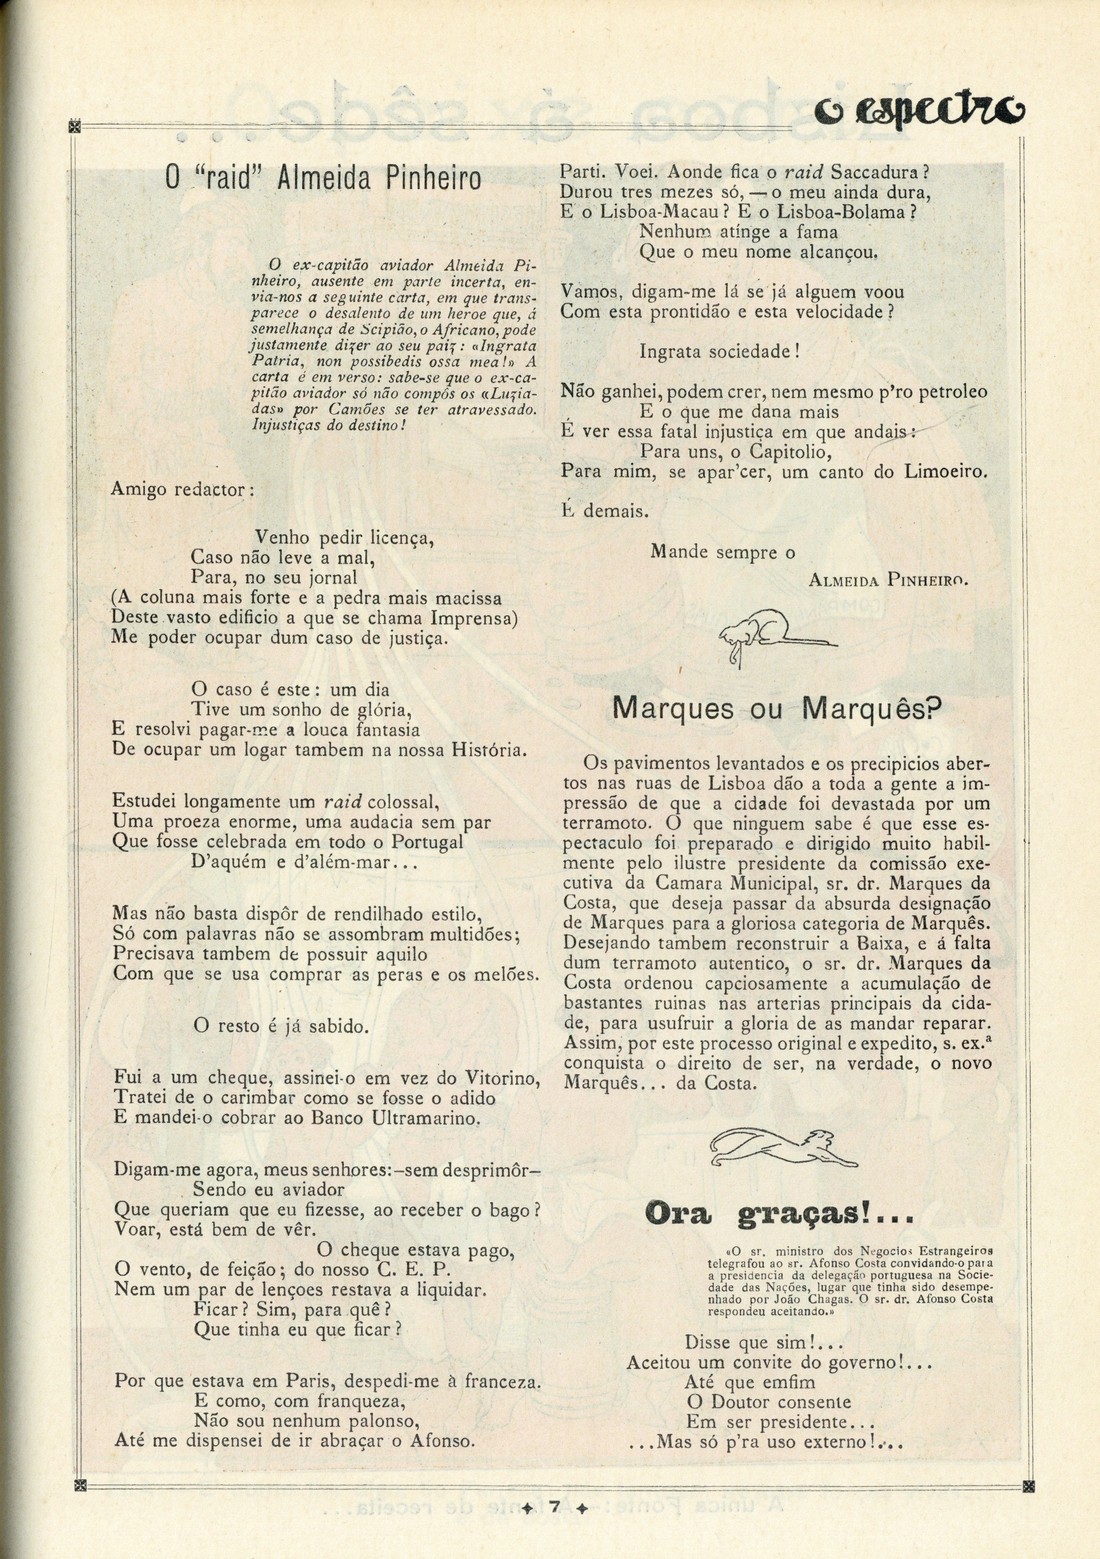 o espectro
O “raid” Almeida Pinheiro
O ex-capitão aviador Almeida Pi-
nheiro, ausente em parte incerta, en-
via-nos a seguinte carta, em que trans-
parece o desalento de um heroe que, á
semelhança de Scipião, o Africano, pode
justamente dizer ao seu paiz: «Ingrata
Patria, non possibedis ossa mea!» A
carta é em verso: sabe-se que o ex-ca-
pitão aviador só não compôs os «Luzia-
das» por Camões se ter atravessado.
Injustiças do destino!
Amigo redactor:
Venho pedir licença,
Caso não leve a mal,
Para, no seu jornal
(A coluna mais forte e a pedra mais macissa
Deste vasto edificio a que se chama Imprensa)
Me poder ocupar dum caso de justiça.
O caso é este: um dia
Tive um sonho de glória,
E resolvi pagar-me a louca fantasia
De ocupar um logar tambem na nossa História.
Estudei longamente um raid colossal,
Uma proeza enorme, uma audacia sem par
Que fosse celebrada em todo o Portugal
D'aquém e d'além-mar...
Mas não basta dispôr de rendilhado estilo,
Só com palavras não se assombram multidões;
Precisava tambem de possuir aquilo
Com que se usa comprar as peras e os melões.
O resto é já sabido.
Fui a um cheque, assinei-o em vez do Vitorino,
Tratei de o carimbar como se fosse o adido
E mandei-o cobrar ao Banco Ultramarino.
Digam-me agora, meus senhores:—sem desprimôr—
Sendo eu aviador
Que queriam que eu fizesse, ao receber o bago?
Voar, está bem de vêr.
O cheque estava pago,
O vento, de feição; do nosso C. E. P.
Nem um par de lençoes restava a liquidar.
Ficar? Sim, para quê?
Que tinha eu que ficar?
Por que estava em Paris, despedi-me à franceza.
E como, com franqueza,
Não sou nenhum palonso,
Até me dispensei de ir abraçar o Afonso.
Parti. Voei. Aonde fica o raid Saccadura?
Durou tres mezes só, — o meu ainda dura,
E o Lisboa-Macau? E o Lisboa-Bolama?
Nenhum atínge a fama
Que o meu nome alcançou.
Vamos, digam-me lá se já alguem voou
Com esta prontidão e esta velocidade?
Ingrata sociedade!
Não ganhei, podem crer, nem mesmo p'ro petroleo
E o que me dana mais
É ver essa fatal injustiça em que andais:
Para uns, o Capitolio,
Para mim, se apar'cer, um canto do Limoeiro.
É demais.
Mande sempre o
ALMEIDA PINHEIRO.
Marques ou Marquês?
Os pavimentos levantados e os precipicios aber-
tos nas ruas de Lisboa dão a toda a gente a im-
pressão de que a cidade foi devastada por um
terramoto. O que ninguem sabe é que esse es-
pectaculo foi preparado e dirigido muito habil-
mente pelo ilustre presidente da comissão exe-
cutiva da Camara Municipal, sr. dr. Marques da
Costa, que deseja passar da absurda designação
de Marques para a gloriosa categoria de Marquês.
Desejando tambem reconstruir a Baixa, e á falta
dum terramoto autentico, o sr. dr. Marques da
Costa ordenou capciosamente a acumulação de
bastantes ruinas nas arterias principais da cida-
de, para usufruir a gloria de as mandar reparar.
Assim, por este processo original e expedito, s. ex.ª
conquista o direito de ser, na verdade, o novo
Marquês... da Costa.
Ora graças!...
«O sr. ministro dos Negocios Estrangeiros
telegrafou ao sr. Afonso Costa convidando-o para
a presidencia da delegação portuguesa na Socie-
dade das Nações, lugar que tinha sido desempe-
nhado por João Chagas. O sr. dr. Afonso Costa
respondeu aceitando.»
Disse que sim!...
Aceitou um convite do governo!...
Até que emfim
O Doutor consente
Em ser presidente...
...Mas só p'ra uso externo!...
7